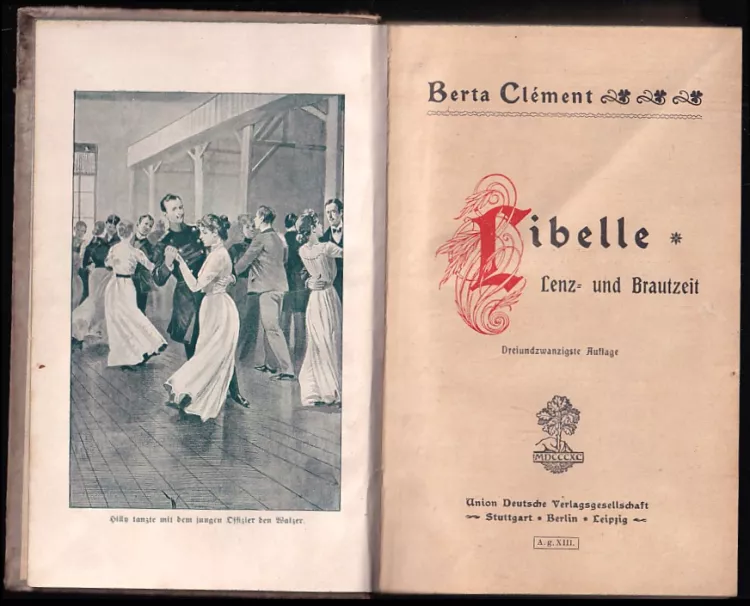 Hilly tanzte mit dem jungen Offizier den Walzer.
Berta Clément
Libelle *
Lenz- und Brautzeit
Dreiundzwanzigste Auflage
MDCCCXC
Union Deutsche Verlagsgesellschaft
Stuttgart * Berlin * Leipzig
A. g. XIII.